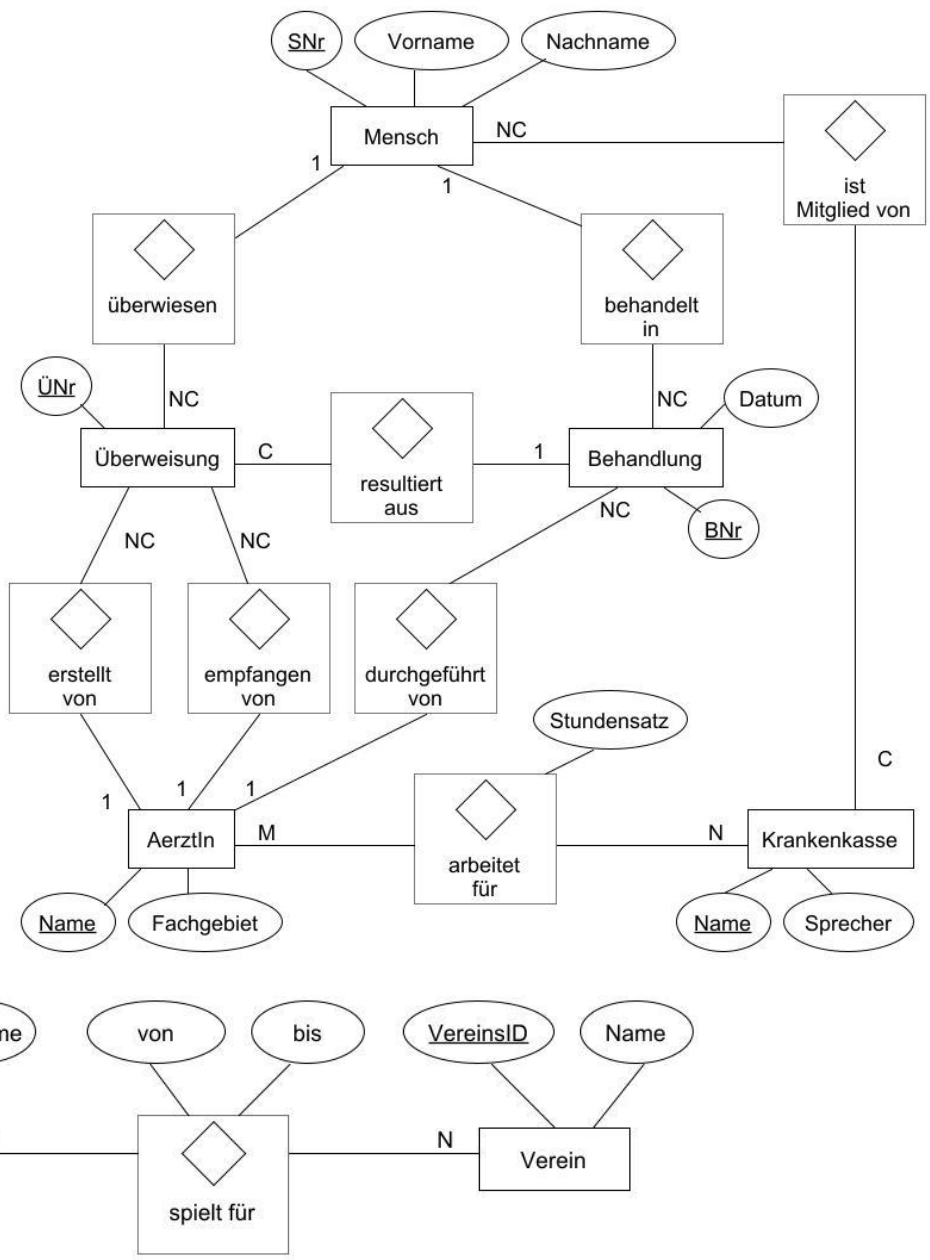 SNr
Vorname
Nachname
Mensch
NC
1
1
ist
Mitglied von
überwiesen
behandelt
in
ÜNr
NC
NC
Datum
Überweisung
C
resultiert
aus
1
Behandlung
NC
BNr
NC
NC
erstellt
von
empfangen
von
durchgeführt
von
Stundensatz
C
1
1
1
AerztIn
M
arbeitet
für
N
Krankenkasse
Name
Fachgebiet
Name
Sprecher
me
von
bis
VereinsID
Name
N
Verein
spielt für